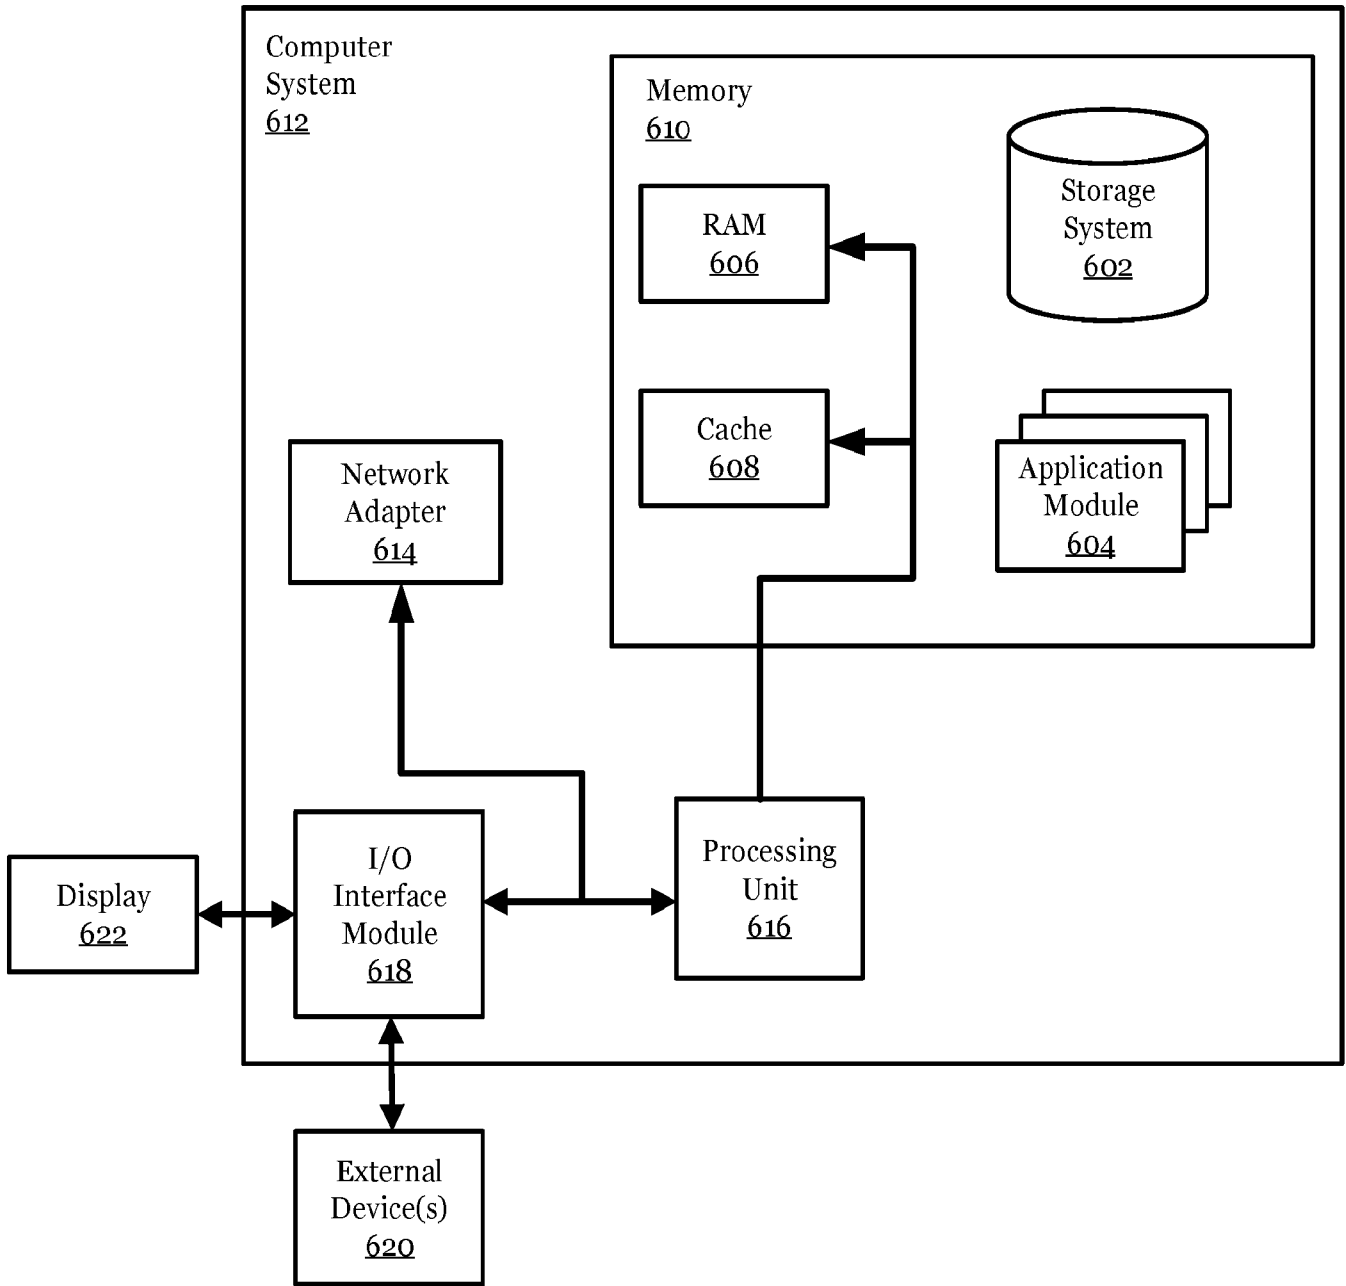 Computer
System
612
Memory
610
RAM
606
Storage
System
602
Cache
608
Application
Module
604
Network
Adapter
614
I/O
Interface
Module
618
Processing
Unit
616
Display
622
External
Device(s)
620